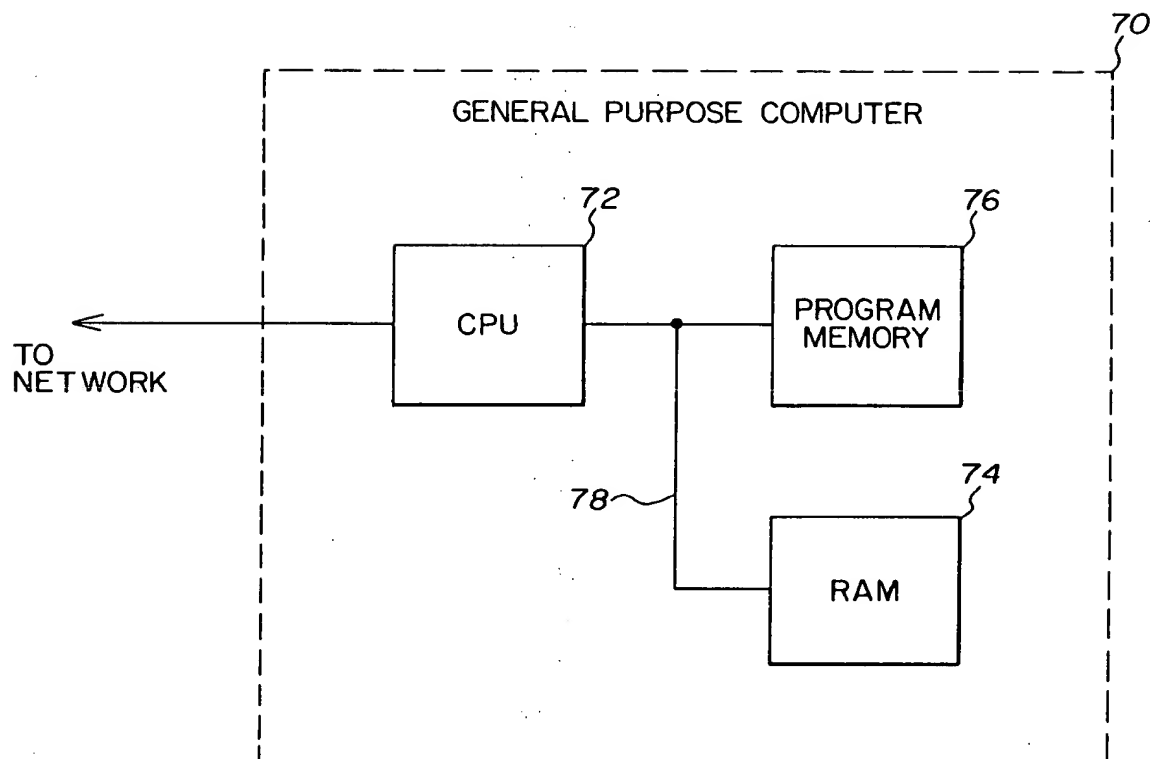 70
GENERAL PURPOSE COMPUTER
72
76
CPU
PROGRAM
MEMORY
TO
NETWORK
74
78
RAM